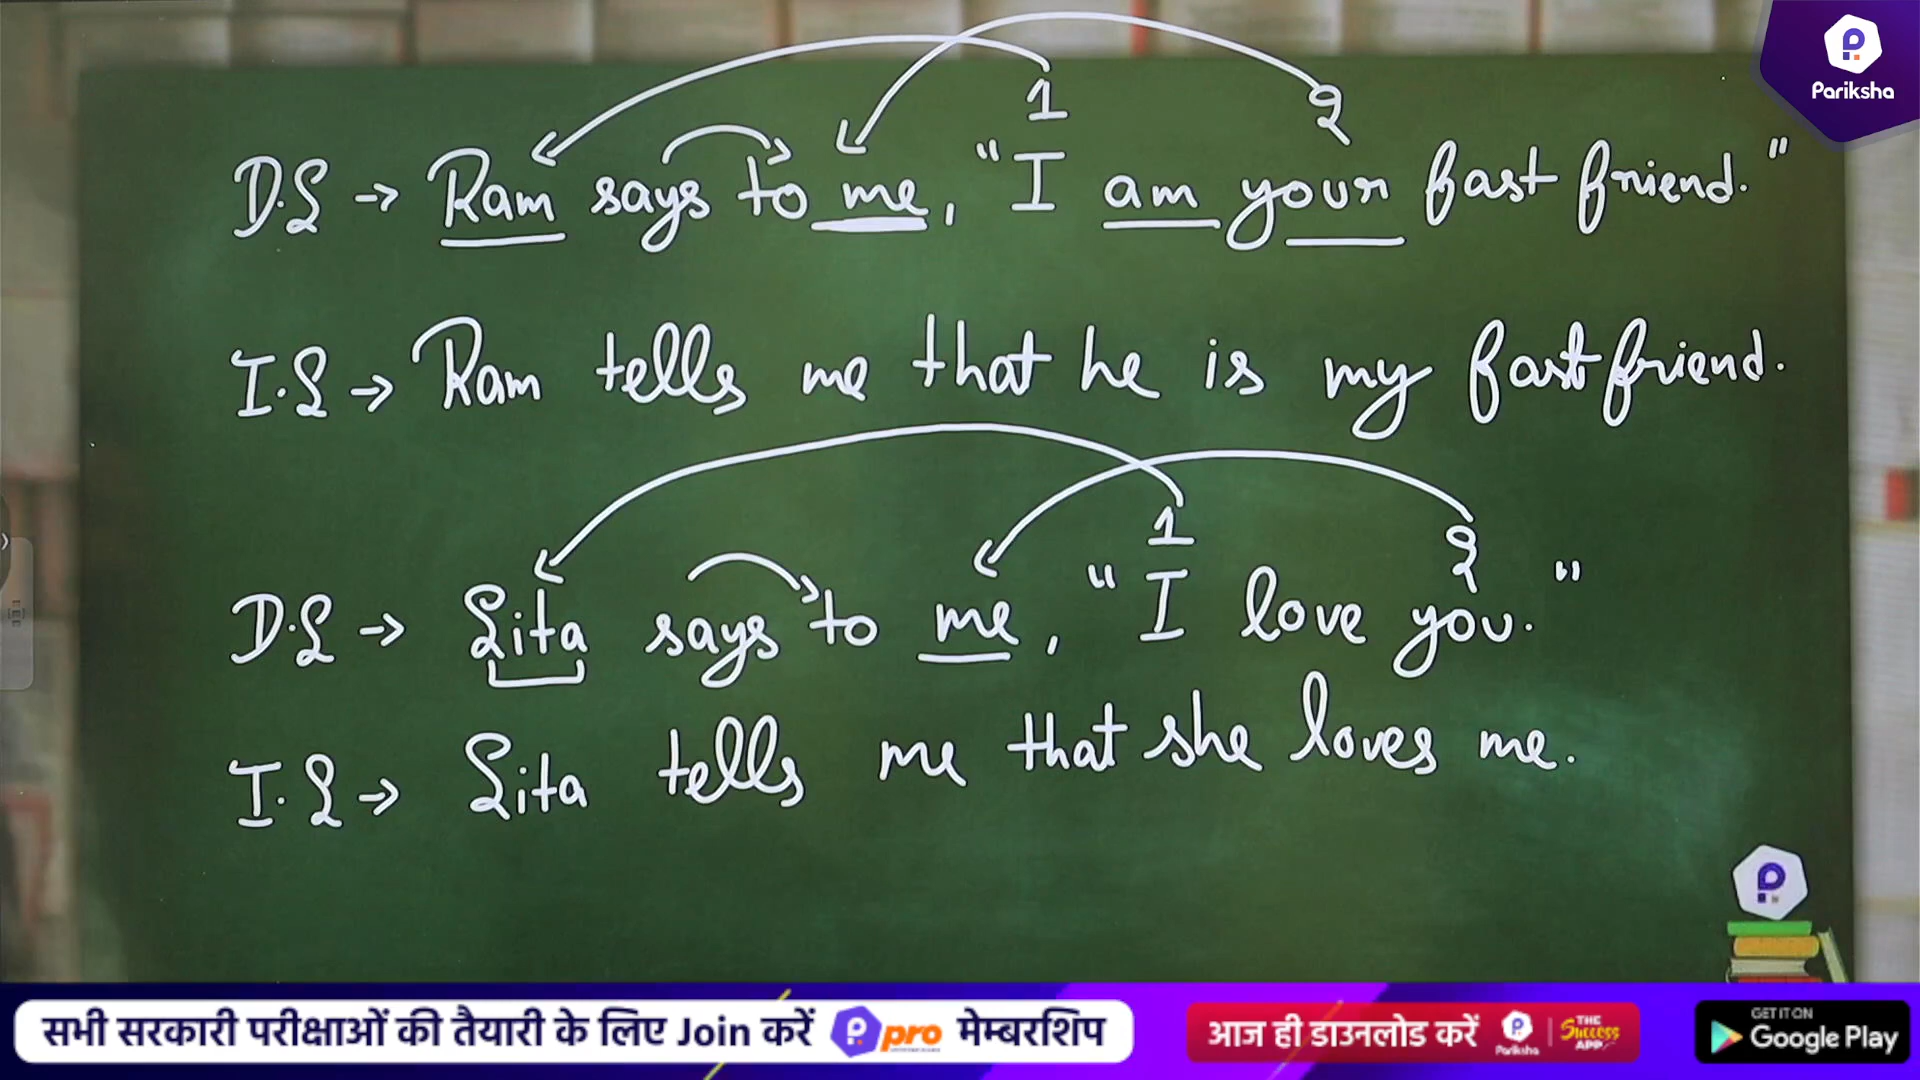 Pariksha
1 2
D.S → Ram says to me, "I am your fast friend."
I.S → Ram tells me that he is my fast friend.
1 2
D.S → Sita says to me, "I love you."
I.S → Sita tells me that she loves me.
सभी सरकारी परीक्षाओं की तैयारी के लिए Join करें pro मेम्बरशिप
आज ही डाउनलोड करें Pariksha THE Success APP
GET IT ON
Google Play